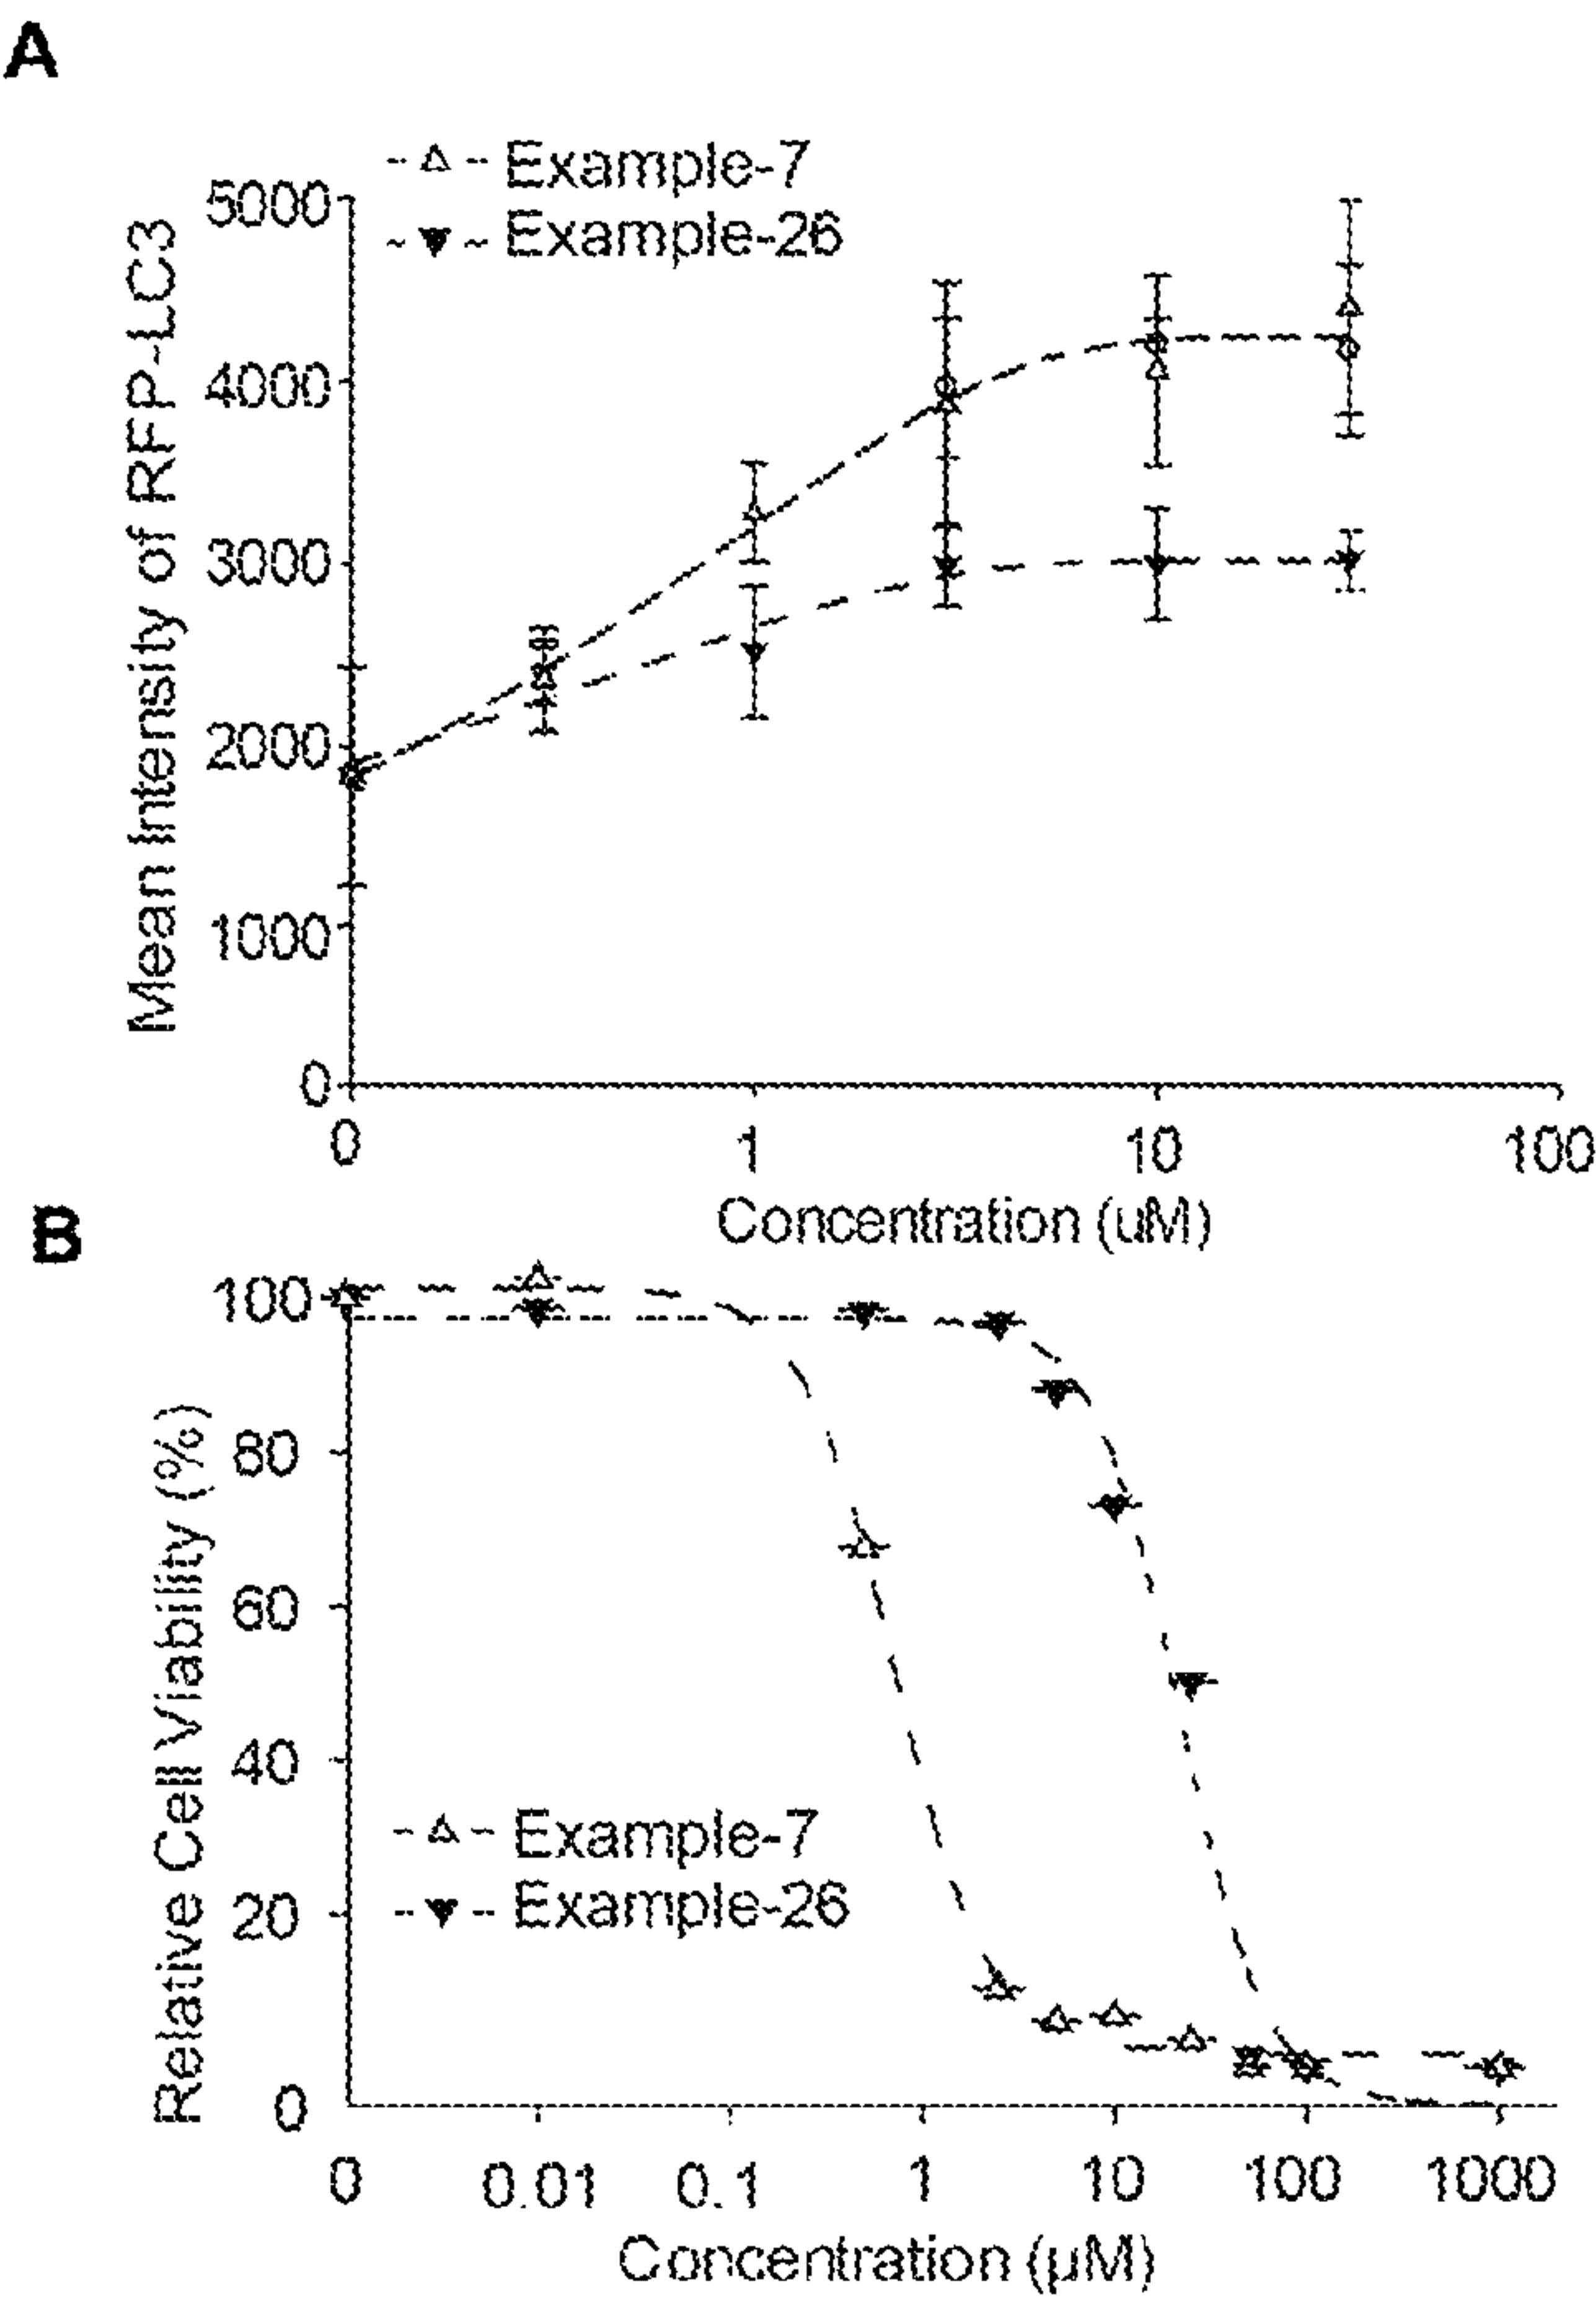 A
Example-7
Example-26
Mean Intensity of RFP-LC3
5000
4000
3000
2000
1000
0
0 1 10 100
Concentration (uM)
B
Relative Cell Viability (%)
100
80
60
40
20
0
Example-7
Example-26
0 0.01 0.1 1 10 100 1000
Concentration (μM)